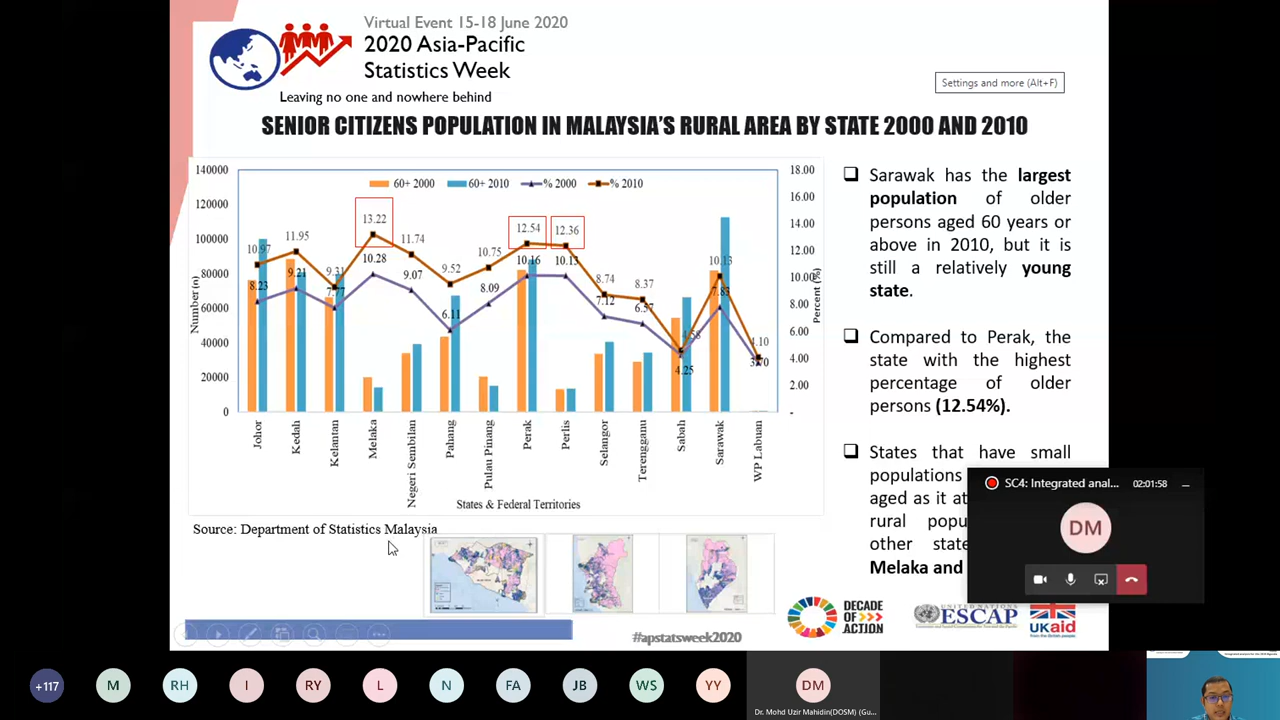 Virtual Event 15-18 June 2020
2020 Asia-Pacific
Statistics Week
Leaving no one and nowhere behind
Settings and more (Alt+F)
SENIOR CITIZENS POPULATION IN MALAYSIA'S RURAL AREA BY STATE 2000 AND 2010
60+ 2000 60+ 2010 % 2000 % 2010
Number (n)
140000
120000
100000
80000
60000
40000
20000
0
10.97 11.95 9.31 13.22 11.74 9.52 10.75 12.54 12.36 8.74 8.37 4.58 10.13 4.10
8.23 9.21 7.77 10.28 9.07 6.11 8.09 10.16 10.13 7.12 6.57 4.25 7.83
18.00
16.00
14.00
12.00
10.00
8.00
6.00
4.00
2.00
-
Percent (%)
Johor
Kedah
Kelantan
Melaka
Negeri Sembilan
Pahang
Pulau Pinang
Perak
Perlis
Selangor
Terengganu
Sabah
Sarawak
WP Labuan
States & Federal Territories
Source: Department of Statistics Malaysia
❑ Sarawak has the largest
population of older
persons aged 60 years or
above in 2010, but it is
still a relatively young
state.
❑ Compared to Perak, the
state with the highest
percentage of older
persons (12.54%).
❑ States that have small
populations
aged as it
rural
other
Melaka and
SC4: Integrated anal... 02:01:58
DM
DECADE
OF
ACTION
UNITED NATIONS
ESCAP
UKaid
from the British people
#apstatsweek2020
+117 M RH I RY L N FA JB WS YY DM
Dr. Mohd Uzir Mahidin(DOSM) (Gu...